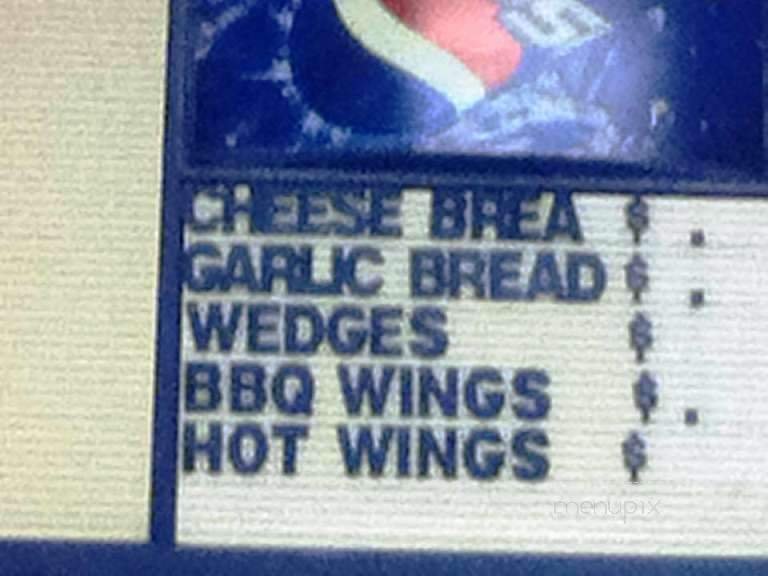 CHEESE BREA $ .
GARLIC BREAD $ .
WEDGES $
BBQ WINGS $ .
HOT WINGS $
menupix